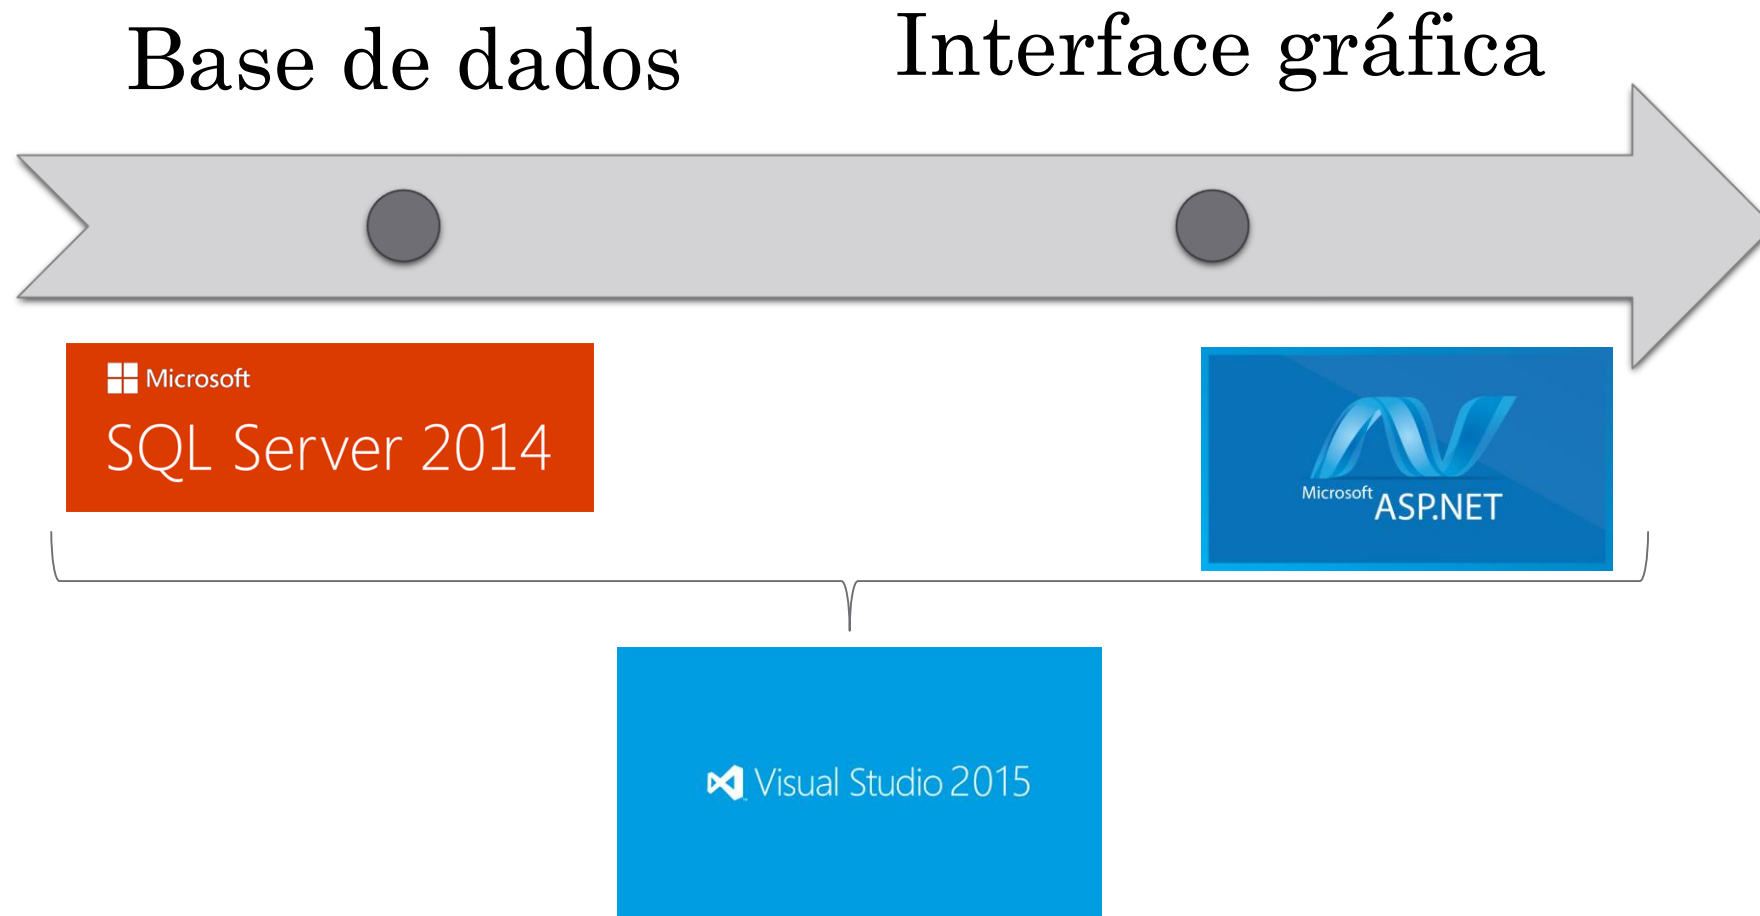 Base de dados
Interface gráfica
Microsoft
SQL Server 2014
Microsoft ASP.NET
Visual Studio 2015